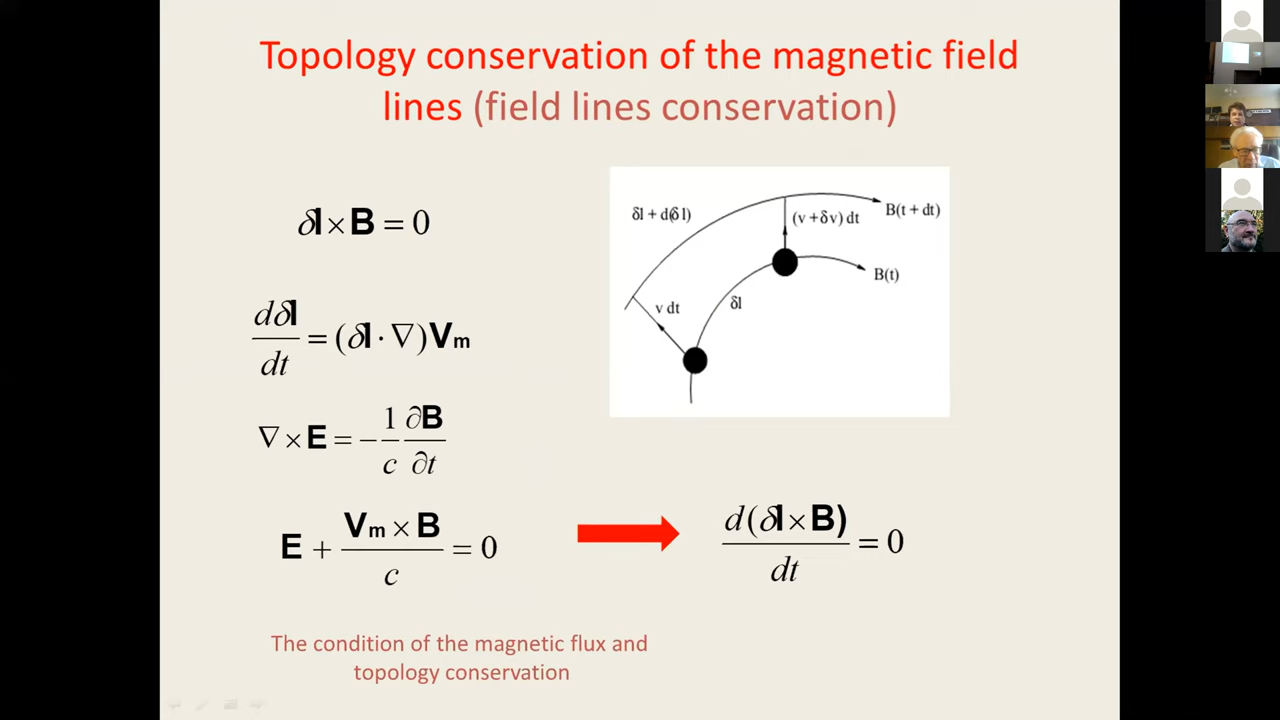 Topology conservation of the magnetic field
lines (field lines conservation)
δl × B = 0
dδl/dt = (δl · ∇)Vm
∇ × E = −(1/c) ∂B/∂t
E + (Vm × B)/c = 0
δl + d(δl)
(v + δv) dt
B(t + dt)
B(t)
v dt
δl
d(δl × B)/dt = 0
The condition of the magnetic flux and
topology conservation